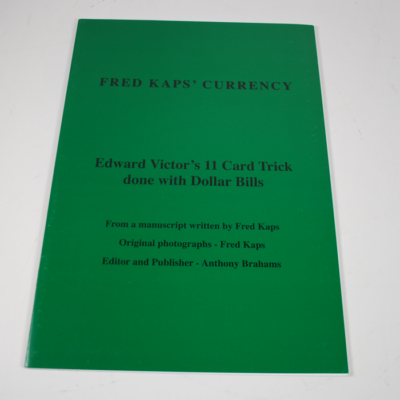 FRED KAPS' CURRENCY
Edward Victor's 11 Card Trick
done with Dollar Bills
From a manuscript written by Fred Kaps
Original photographs - Fred Kaps
Editor and Publisher - Anthony Brahams